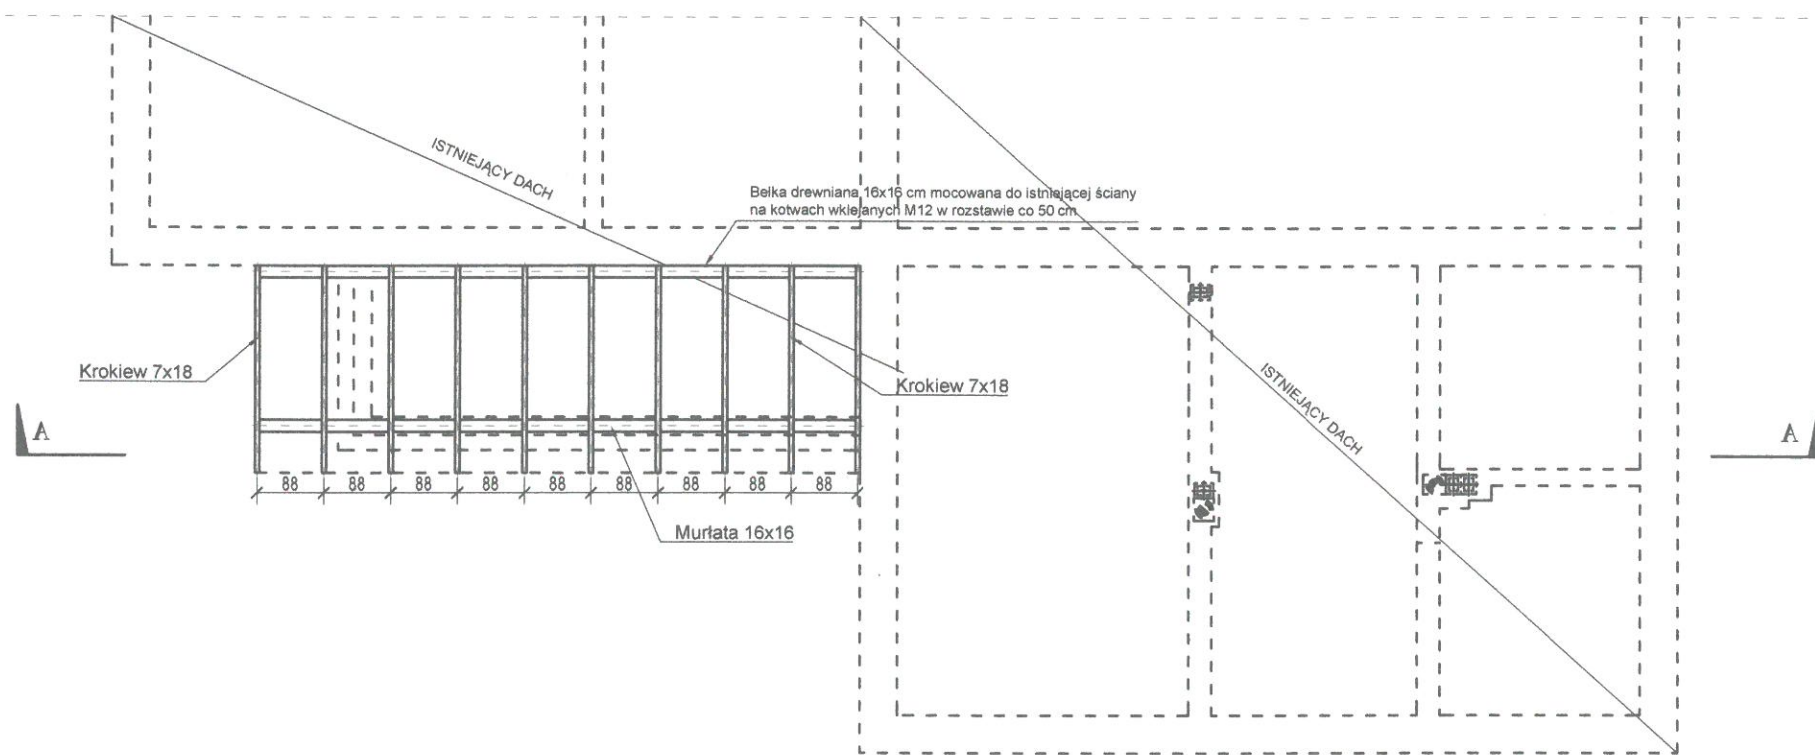 ISTNIEJĄCY DACH
Belka drewniana 16x16 cm mocowana do istniejącej ściany
na kotwach wklejanych M12 w rozstawie co 50 cm
Krokiew 7x18
Krokiew 7x18
ISTNIEJĄCY DACH
A
A
88 88 88 88 88 88 88 88 88
Murłata 16x16